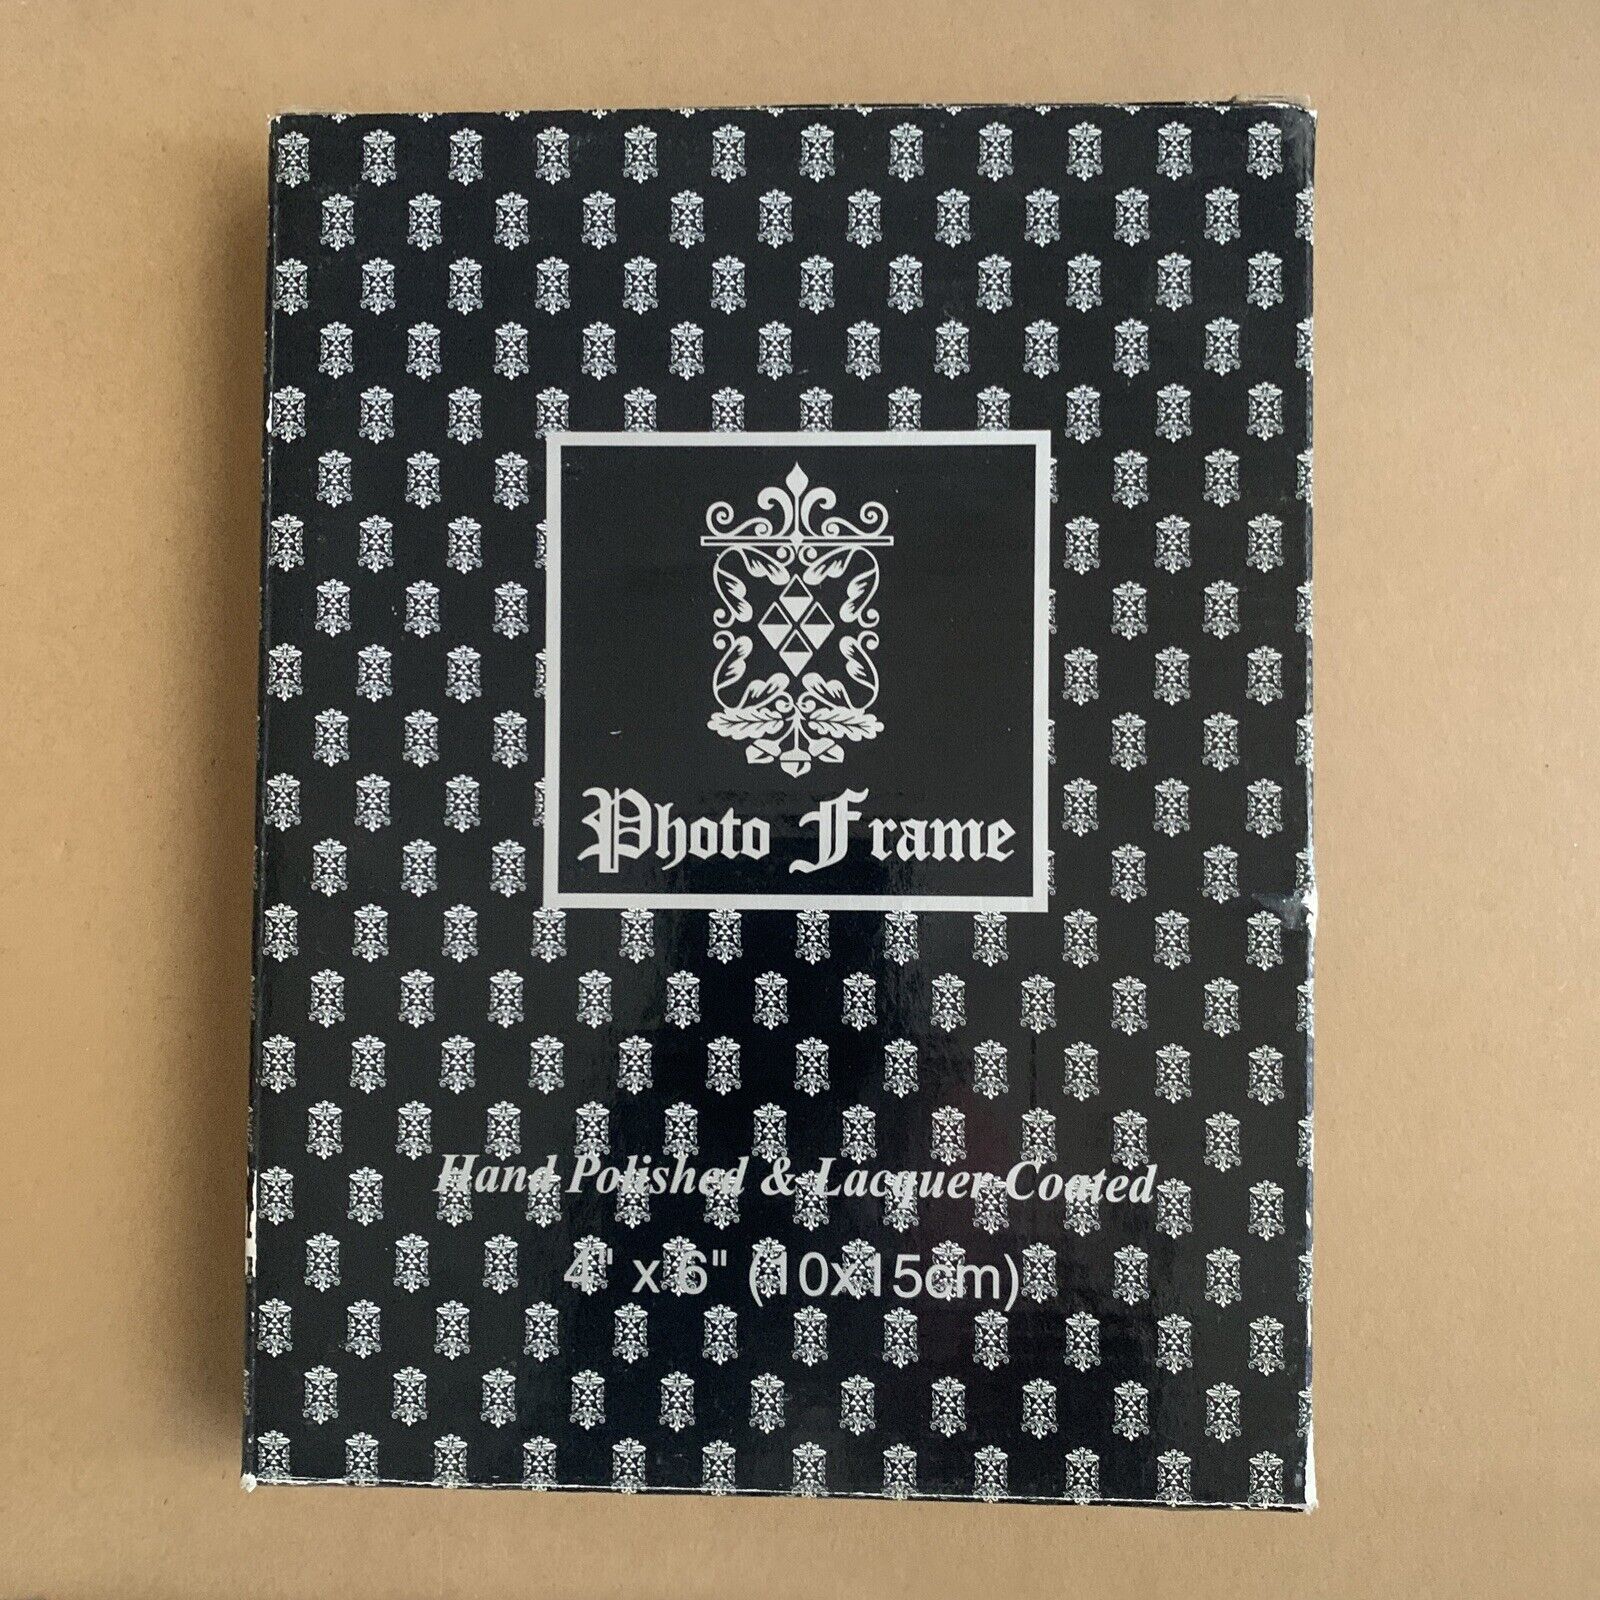 Photo Frame
Hand Polished & Lacquer Coated
4" x 6" (10x15cm)